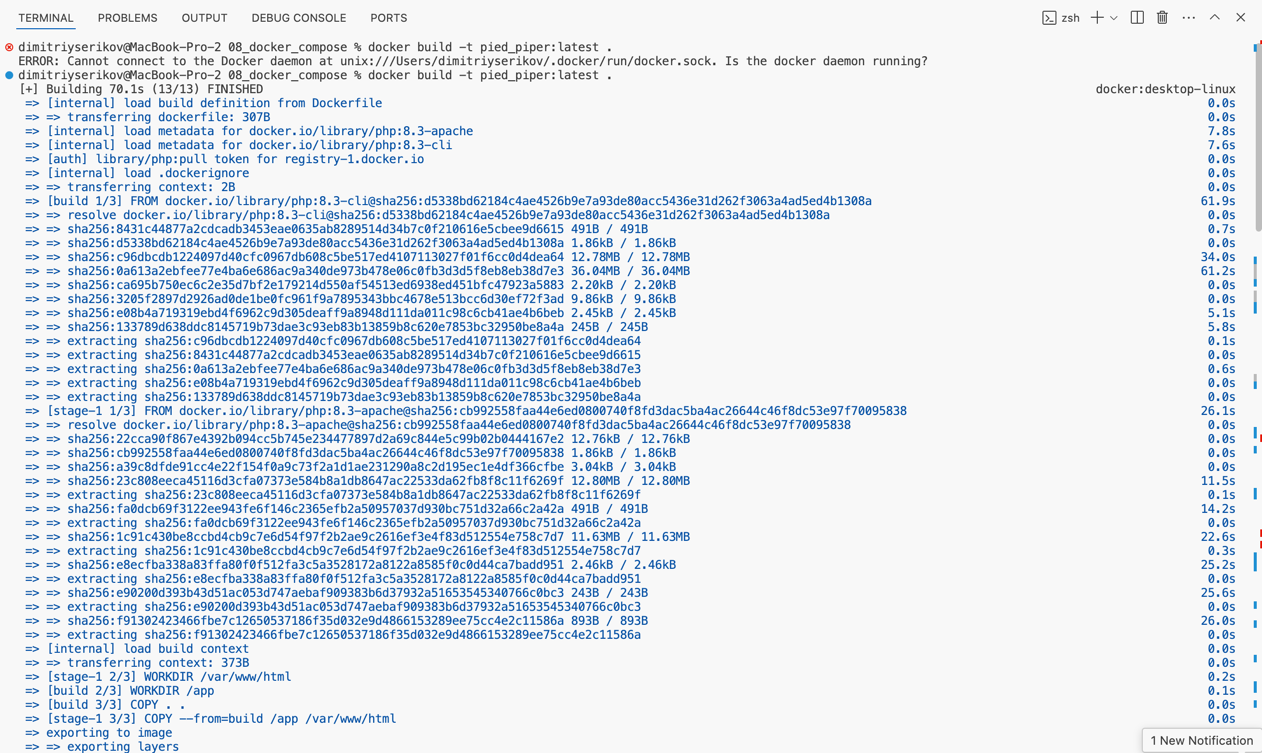 TERMINAL PROBLEMS OUTPUT DEBUG CONSOLE PORTS zsh
dimitriyserikov@MacBook-Pro-2 08_docker_compose % docker build -t pied_piper:latest .
ERROR: Cannot connect to the Docker daemon at unix:///Users/dimitriyserikov/.docker/run/docker.sock. Is the docker daemon running?
dimitriyserikov@MacBook-Pro-2 08_docker_compose % docker build -t pied_piper:latest .
[+] Building 70.1s (13/13) FINISHED docker:desktop-linux
=> [internal] load build definition from Dockerfile 0.0s
=> => transferring dockerfile: 307B 0.0s
=> [internal] load metadata for docker.io/library/php:8.3-apache 7.8s
=> [internal] load metadata for docker.io/library/php:8.3-cli 7.6s
=> [auth] library/php:pull token for registry-1.docker.io 0.0s
=> [internal] load .dockerignore 0.0s
=> => transferring context: 2B 0.0s
=> [build 1/3] FROM docker.io/library/php:8.3-cli@sha256:d5338bd62184c4ae4526b9e7a93de80acc5436e31d262f3063a4ad5ed4b1308a 61.9s
=> => resolve docker.io/library/php:8.3-cli@sha256:d5338bd62184c4ae4526b9e7a93de80acc5436e31d262f3063a4ad5ed4b1308a 0.0s
=> => sha256:8431c44877a2cdcadb3453eae0635ab8289514d34b7c0f210616e5cbee9d6615 491B / 491B 0.7s
=> => sha256:d5338bd62184c4ae4526b9e7a93de80acc5436e31d262f3063a4ad5ed4b1308a 1.86kB / 1.86kB 0.0s
=> => sha256:c96dbcdb1224097d40cfc0967db608c5be517ed4107113027f01f6cc0d4dea64 12.78MB / 12.78MB 34.0s
=> => sha256:0a613a2ebfee77e4ba6e686ac9a340de973b478e06c0fb3d3d5f8eb8eb38d7e3 36.04MB / 36.04MB 61.2s
=> => sha256:ca695b750ec6c2e35d7bf2e179214d550af54513ed6938ed451bfc47923a5883 2.20kB / 2.20kB 0.0s
=> => sha256:3205f2897d2926ad0de1be0fc961f9a7895343bbc4678e513bcc6d30ef72f3ad 9.86kB / 9.86kB 0.0s
=> => sha256:e08b4a719319ebd4f6962c9d305deaff9a8948d111da011c98c6cb41ae4b6beb 2.45kB / 2.45kB 5.1s
=> => sha256:133789d638ddc8145719b73dae3c93eb83b13859b8c620e7853bc32950be8a4a 245B / 245B 5.8s
=> => extracting sha256:c96dbcdb1224097d40cfc0967db608c5be517ed4107113027f01f6cc0d4dea64 0.1s
=> => extracting sha256:8431c44877a2cdcadb3453eae0635ab8289514d34b7c0f210616e5cbee9d6615 0.0s
=> => extracting sha256:0a613a2ebfee77e4ba6e686ac9a340de973b478e06c0fb3d3d5f8eb8eb38d7e3 0.6s
=> => extracting sha256:e08b4a719319ebd4f6962c9d305deaff9a8948d111da011c98c6cb41ae4b6beb 0.0s
=> => extracting sha256:133789d638ddc8145719b73dae3c93eb83b13859b8c620e7853bc32950be8a4a 0.0s
=> [stage-1 1/3] FROM docker.io/library/php:8.3-apache@sha256:cb992558faa44e6ed0800740f8fd3dac5ba4ac26644c46f8dc53e97f70095838 26.1s
=> => resolve docker.io/library/php:8.3-apache@sha256:cb992558faa44e6ed0800740f8fd3dac5ba4ac26644c46f8dc53e97f70095838 0.0s
=> => sha256:22cca90f867e4392b094cc5b745e234477897d2a69c844e5c99b02b0444167e2 12.76kB / 12.76kB 0.0s
=> => sha256:cb992558faa44e6ed0800740f8fd3dac5ba4ac26644c46f8dc53e97f70095838 1.86kB / 1.86kB 0.0s
=> => sha256:a39c8dfde91cc4e22f154f0a9c73f2a1d1ae231290a8c2d195ec1e4df366cfbe 3.04kB / 3.04kB 0.0s
=> => sha256:23c808eeca45116d3cfa07373e584b8a1db8647ac22533da62fb8f8c11f6269f 12.80MB / 12.80MB 11.5s
=> => extracting sha256:23c808eeca45116d3cfa07373e584b8a1db8647ac22533da62fb8f8c11f6269f 0.1s
=> => sha256:fa0dcb69f3122ee943fe6f146c2365efb2a50957037d930bc751d32a66c2a42a 491B / 491B 14.2s
=> => extracting sha256:fa0dcb69f3122ee943fe6f146c2365efb2a50957037d930bc751d32a66c2a42a 0.0s
=> => sha256:1c91c430be8ccbd4cb9c7e6d54f97f2b2ae9c2616ef3e4f83d512554e758c7d7 11.63MB / 11.63MB 22.6s
=> => extracting sha256:1c91c430be8ccbd4cb9c7e6d54f97f2b2ae9c2616ef3e4f83d512554e758c7d7 0.3s
=> => sha256:e8ecfba338a83ffa80f0f512fa3c5a3528172a8122a8585f0c0d44ca7badd951 2.46kB / 2.46kB 25.2s
=> => extracting sha256:e8ecfba338a83ffa80f0f512fa3c5a3528172a8122a8585f0c0d44ca7badd951 0.0s
=> => sha256:e90200d393b43d51ac053d747aebaf909383b6d37932a51653545340766c0bc3 243B / 243B 25.6s
=> => extracting sha256:e90200d393b43d51ac053d747aebaf909383b6d37932a51653545340766c0bc3 0.0s
=> => sha256:f91302423466fbe7c12650537186f35d032e9d4866153289ee75cc4e2c11586a 893B / 893B 26.0s
=> => extracting sha256:f91302423466fbe7c12650537186f35d032e9d4866153289ee75cc4e2c11586a 0.0s
=> [internal] load build context 0.0s
=> => transferring context: 373B 0.0s
=> [stage-1 2/3] WORKDIR /var/www/html 0.2s
=> [build 2/3] WORKDIR /app 0.1s
=> [build 3/3] COPY . . 0.0s
=> [stage-1 3/3] COPY --from=build /app /var/www/html 0.0s
=> exporting to image
=> => exporting layers
1 New Notification